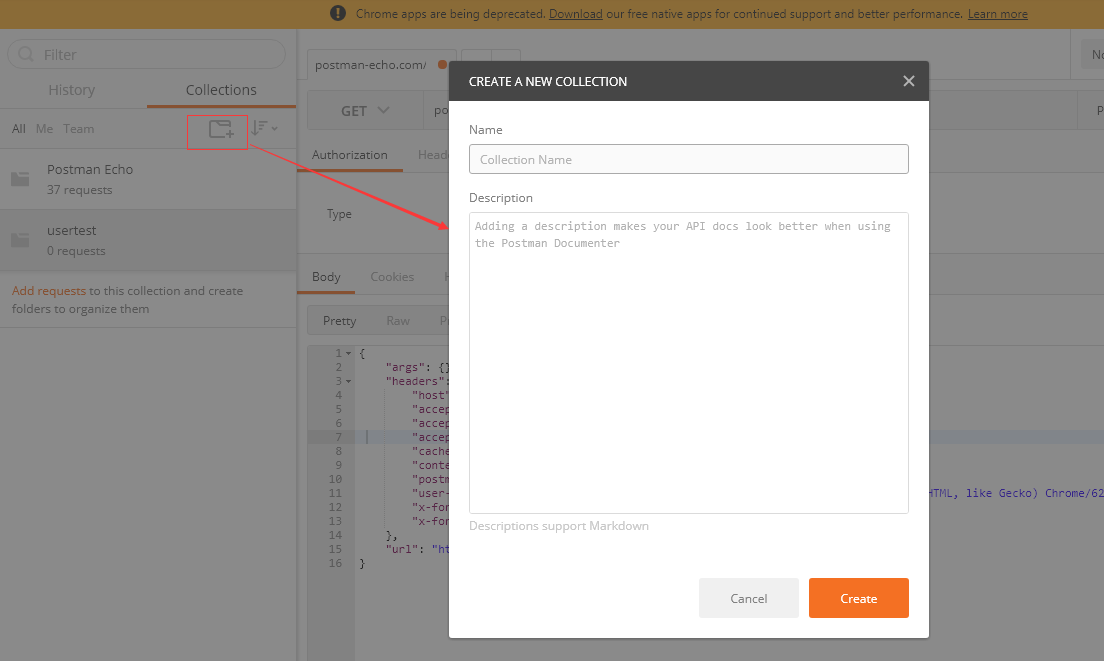 Chrome apps are being deprecated. Download our free native apps for continued support and better performance. Learn more
Filter
History Collections
All Me Team
Postman Echo
37 requests
usertest
0 requests
Add requests to this collection and create
folders to organize them
postman-echo.com/
GET
Authorization
Type
Body Cookies
Pretty Raw
1 {
2 "args": {}
3 "headers":
4 "host"
5 "accep
6 "accep
7 "accep
8 "cache
9 "conte
10 "postm
11 "user- HTML, like Gecko) Chrome/62
12 "x-for
13 "x-for
14 },
15 "url": "ht
16 }
CREATE A NEW COLLECTION
Name
Collection Name
Description
Adding a description makes your API docs look better when using
the Postman Documenter
Descriptions support Markdown
Cancel Create